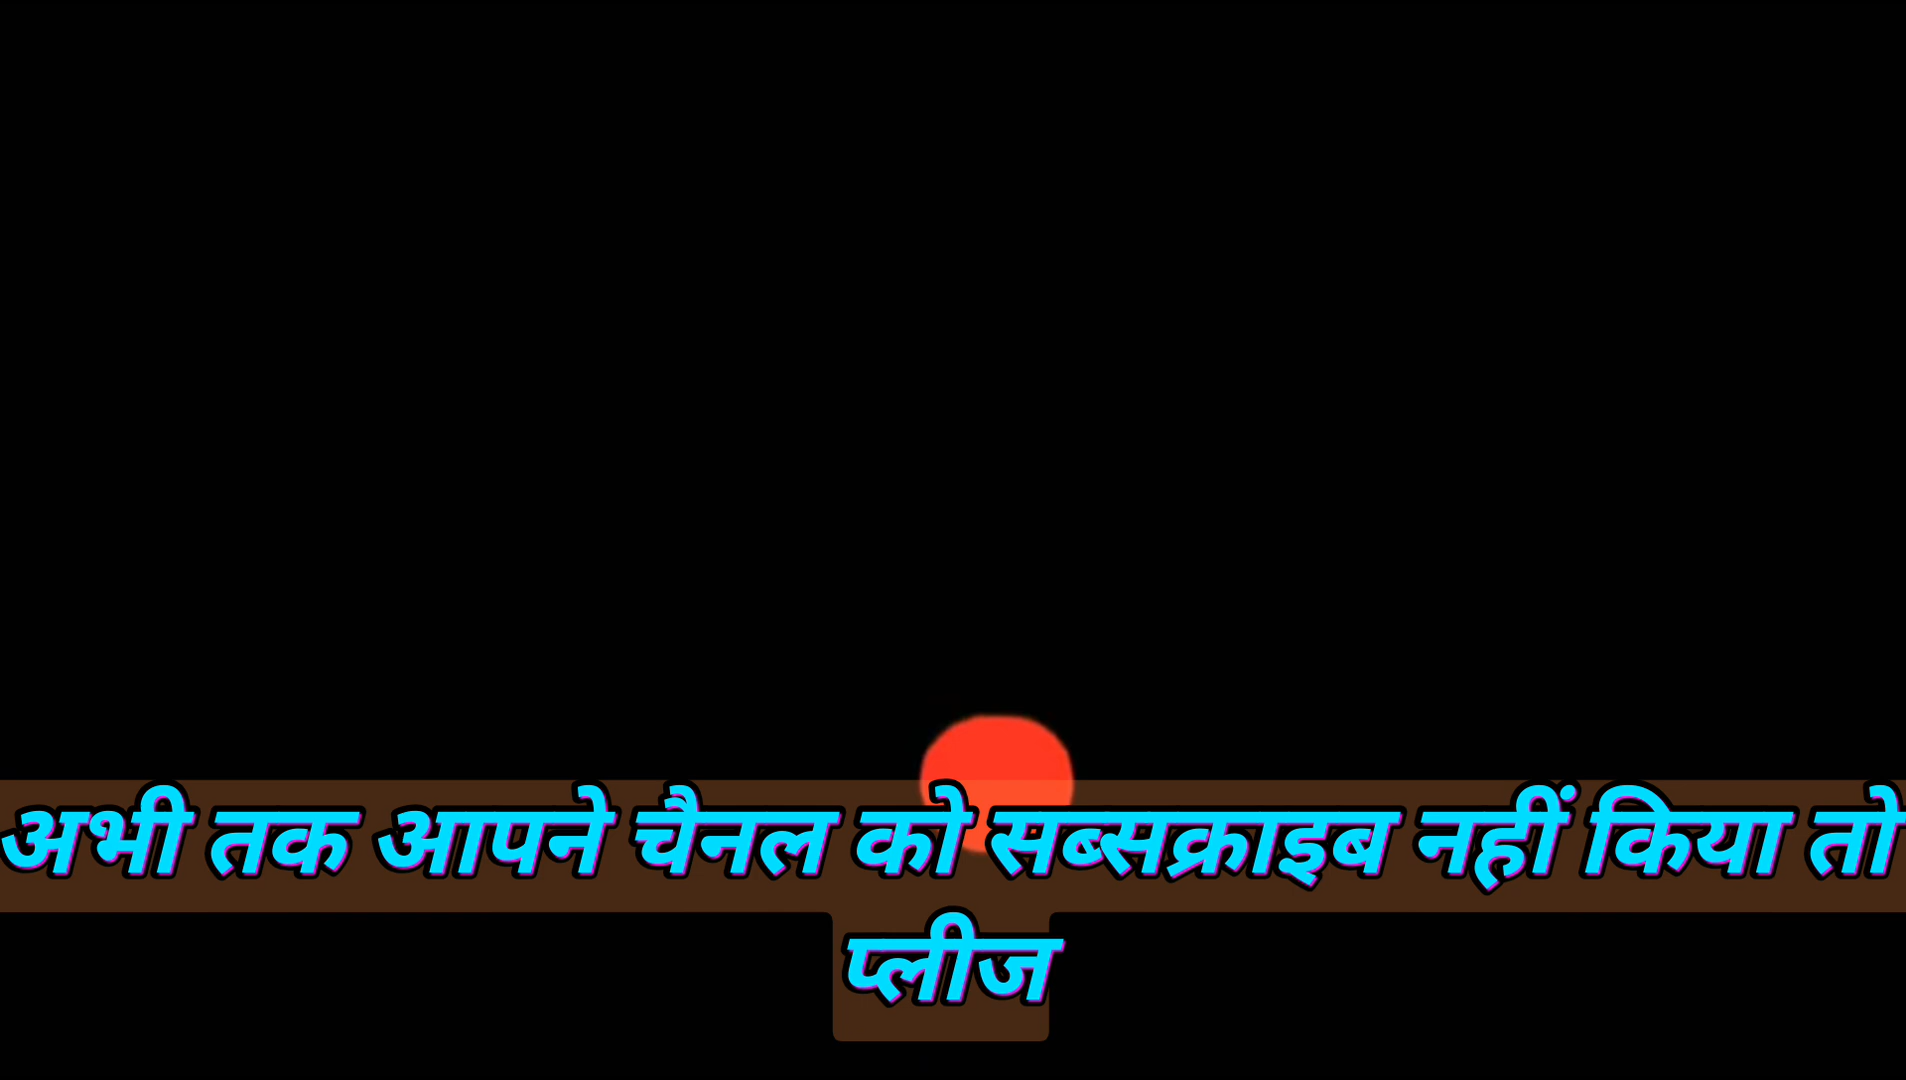 अभी तक आपने चैनल को सब्सक्राइब नहीं किया तो
प्लीज